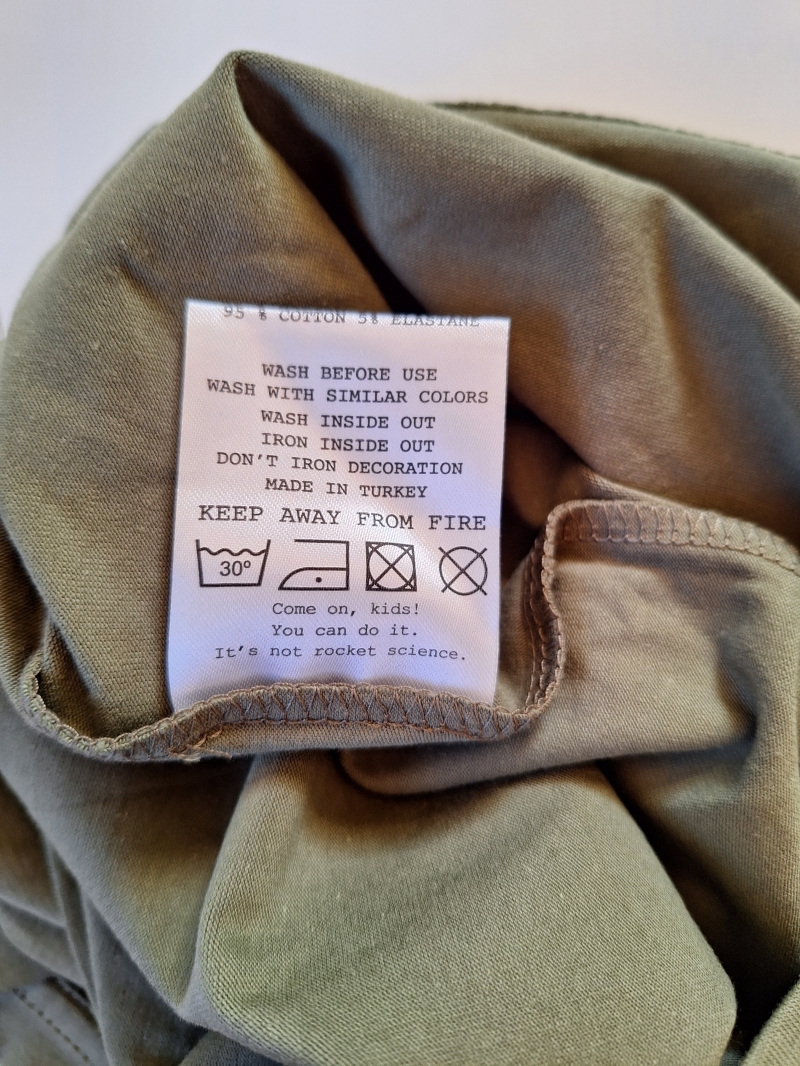 95 % COTTON 5% ELASTANE
WASH BEFORE USE
WASH WITH SIMILAR COLORS
WASH INSIDE OUT
IRON INSIDE OUT
DON'T IRON DECORATION
MADE IN TURKEY
KEEP AWAY FROM FIRE
30º
Come on, kids!
You can do it.
It's not rocket science.